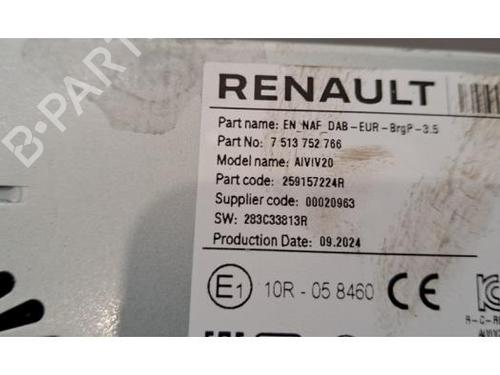 B-PARTS
RENAULT
Part name: EN_NAF_DAB-EUR-BrgP-3.5
Part No: 7 513 752 766
Model name: AIVIV20
Part code: 259157224R
Supplier code: 00020963
SW: 283C33813R
Production Date: 09.2024
E1 10R - 05 8460 CE